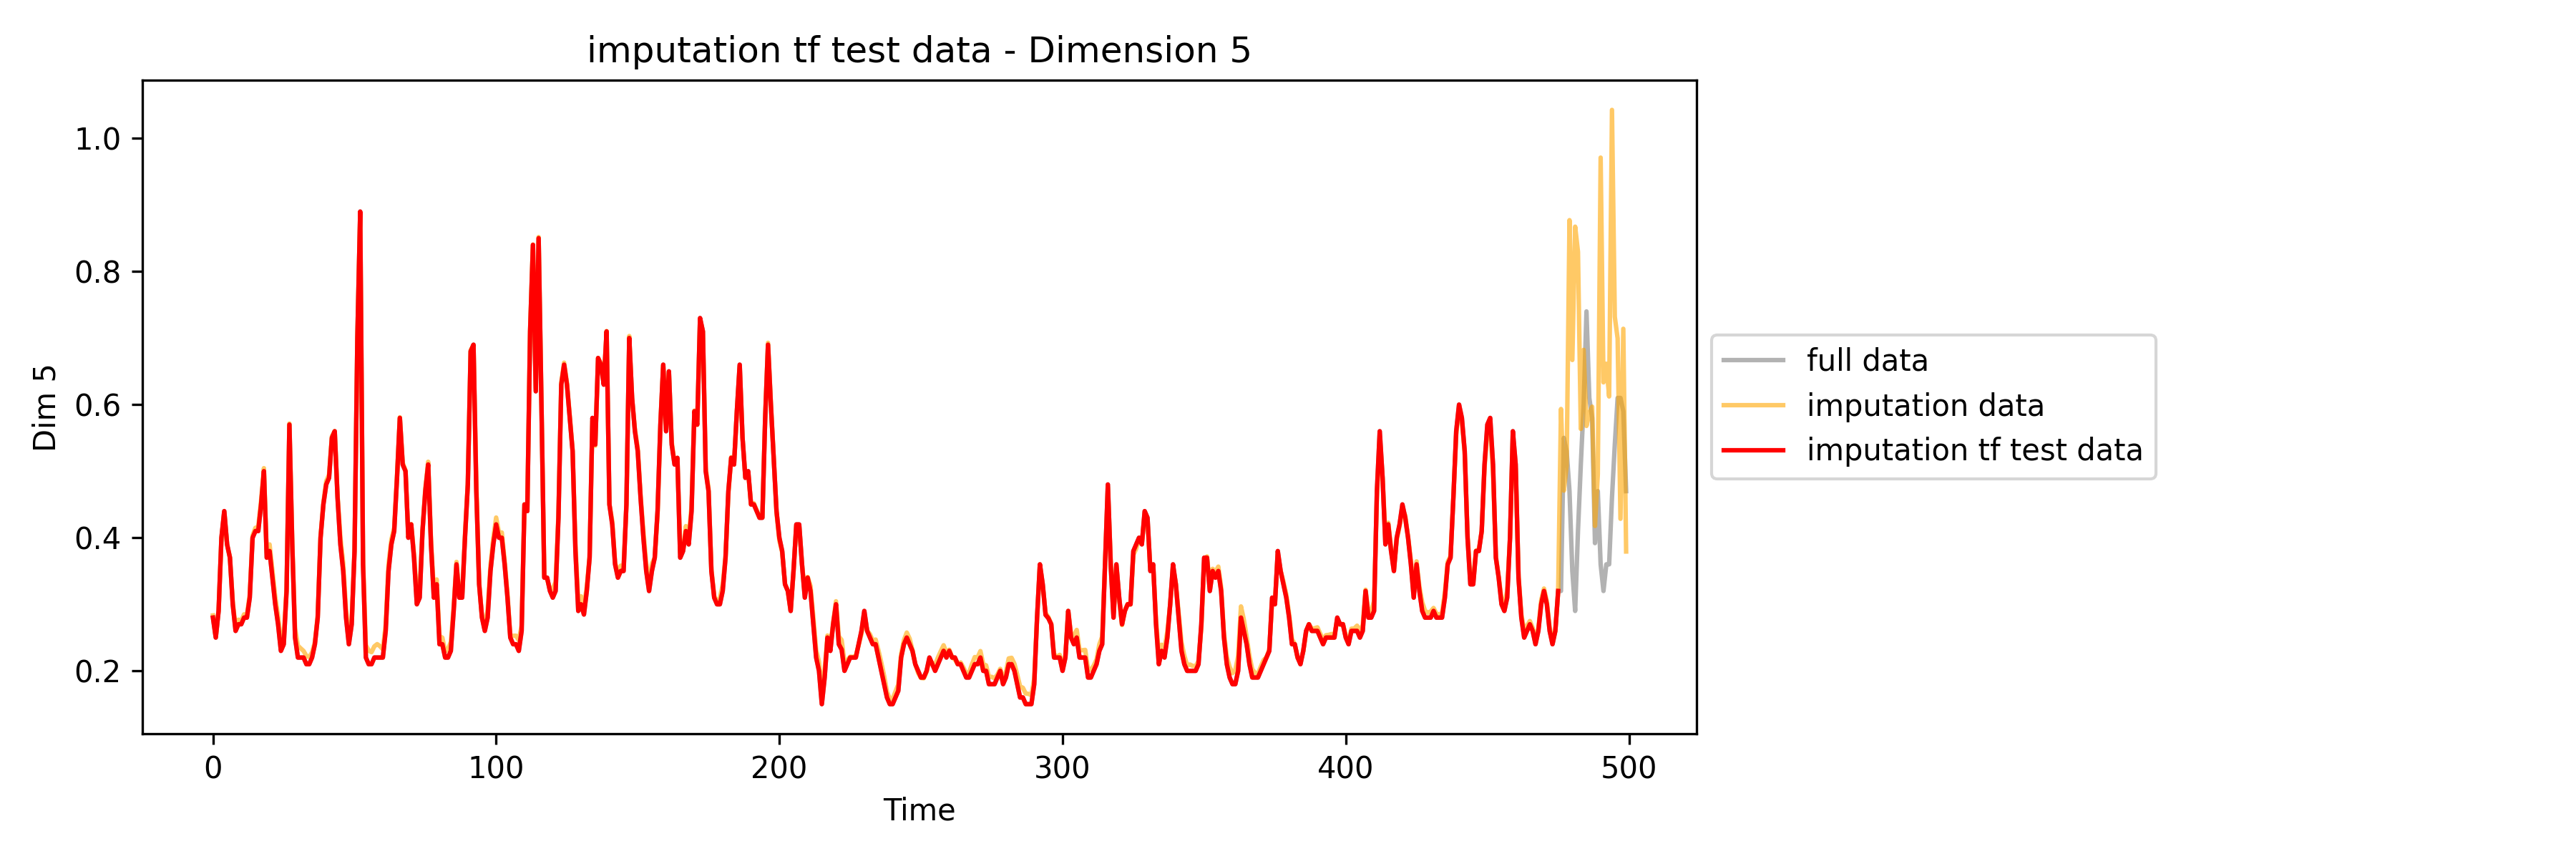 imputation tf test data - Dimension 5
1.0
0.8
0.6
0.4
0.2
Dim 5
0
100
200
300
400
500
Time
full data
imputation data
imputation tf test data